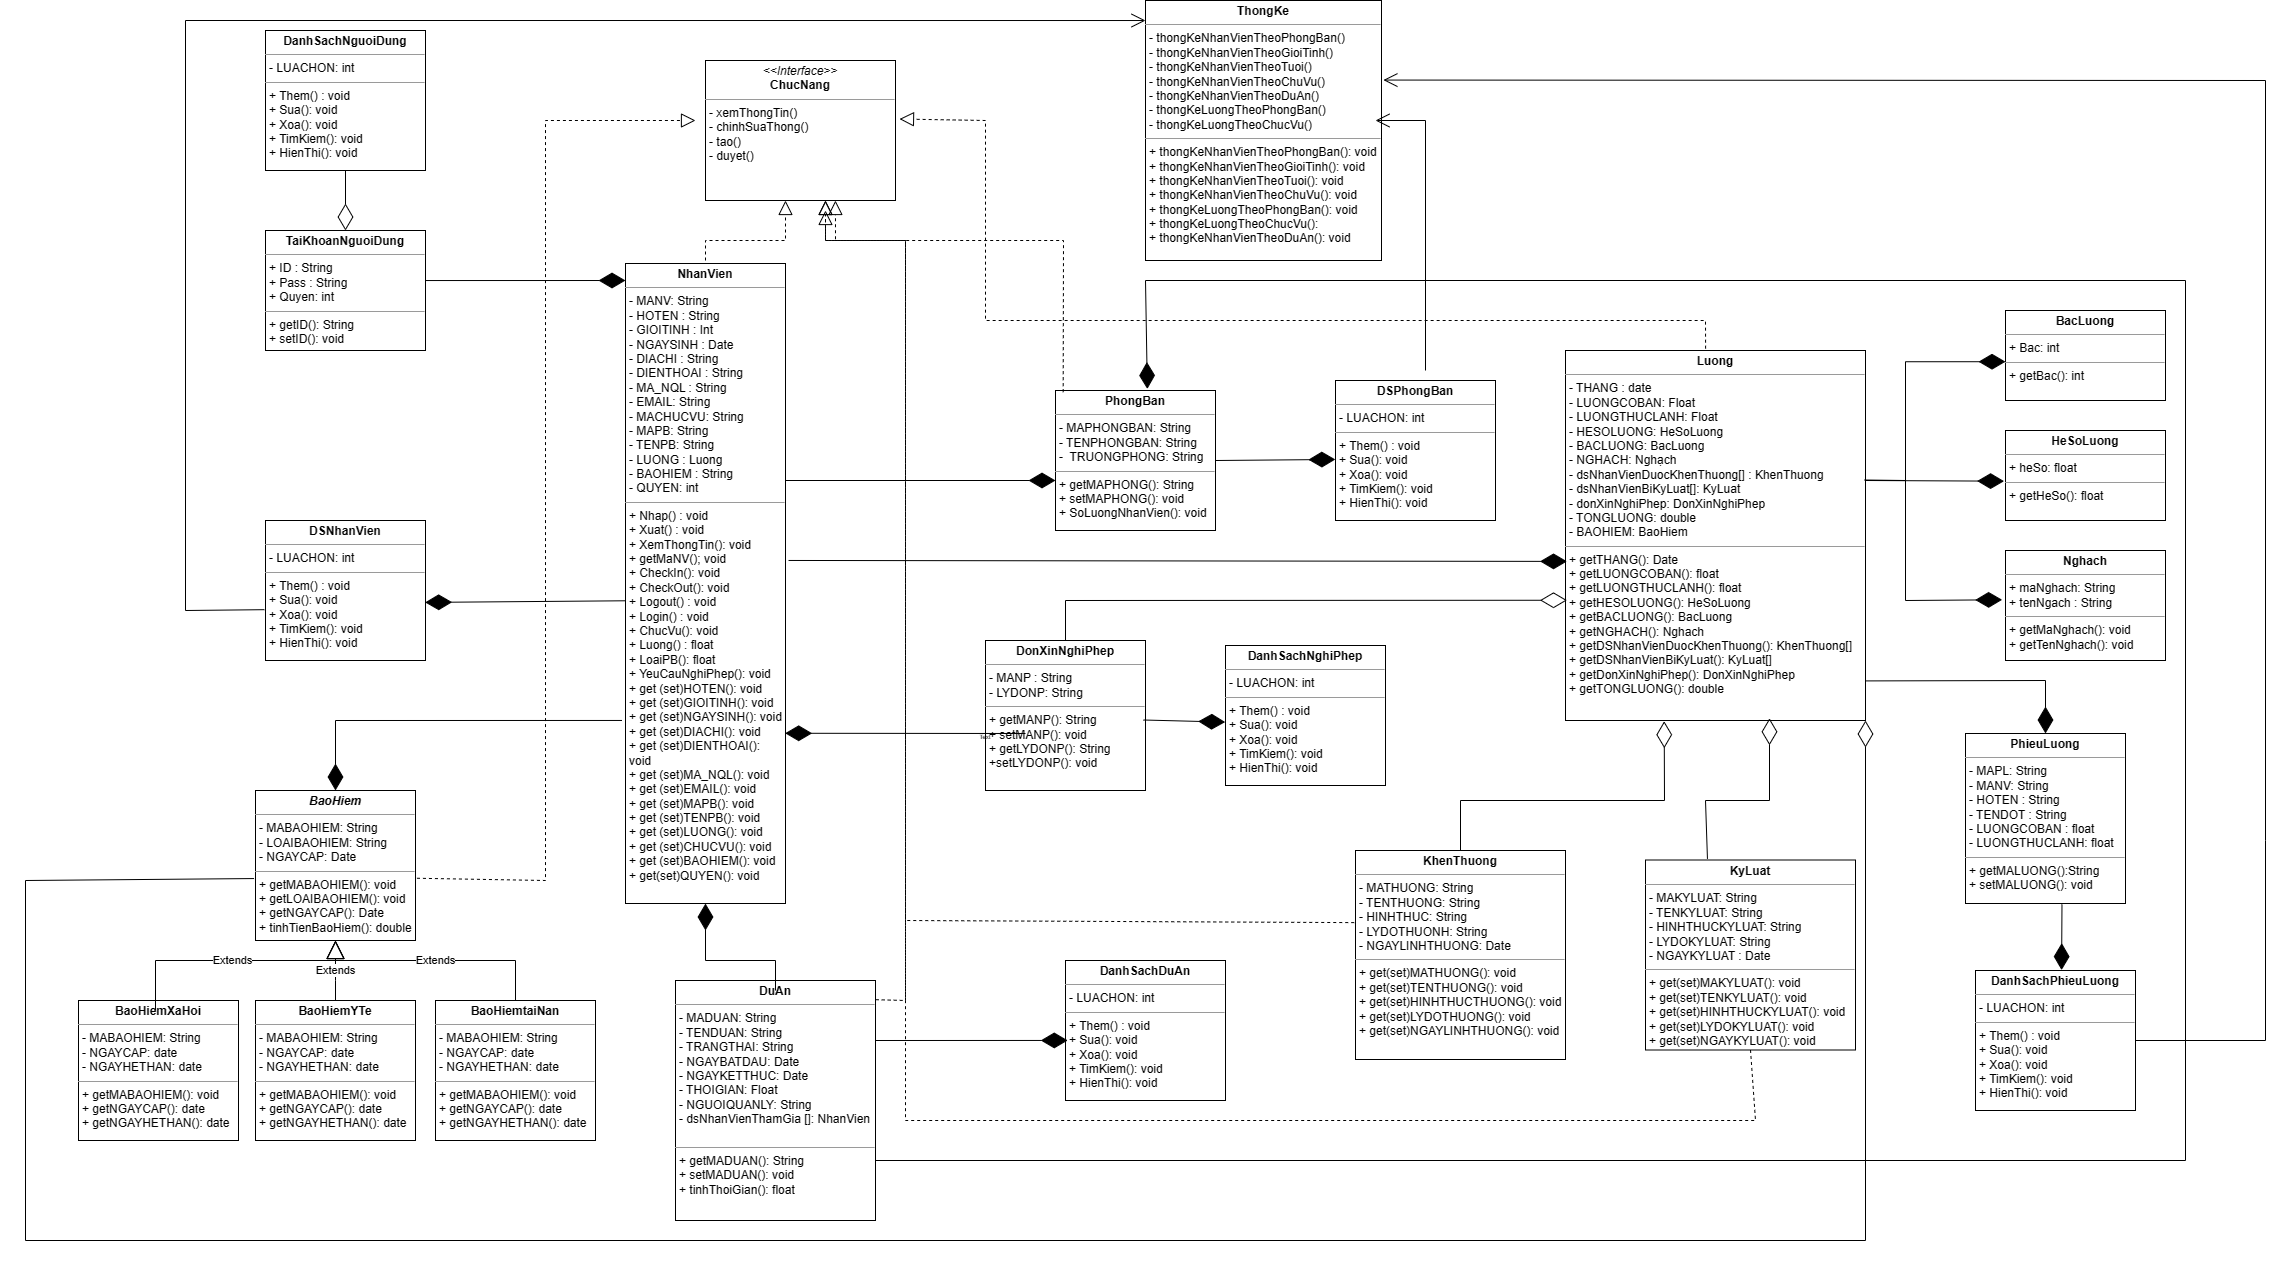 ThongKe
- thongKeNhanVienTheoPhongBan()
- thongKeNhanVienTheoGioiTinh()
- thongKeNhanVienTheoTuoi()
- thongKeNhanVienTheoChuVu()
- thongKeNhanVienTheoDuAn()
- thongKeLuongTheoPhongBan()
- thongKeLuongTheoChucVu()
+ thongKeNhanVienTheoPhongBan(): void
+ thongKeNhanVienTheoGioiTinh(): void
+ thongKeNhanVienTheoTuoi(): void
+ thongKeNhanVienTheoChuVu(): void
+ thongKeLuongTheoPhongBan(): void
+ thongKeLuongTheoChucVu():
+ thongKeNhanVienTheoDuAn(): void
DanhSachNguoiDung
- LUACHON: int
+ Them() : void
+ Sua(): void
+ Xoa(): void
+ TimKiem(): void
+ HienThi(): void
<<Interface>>
ChucNang
- xemThongTin()
- chinhSuaThong()
- tao()
- duyet()
TaiKhoanNguoiDung
+ ID : String
+ Pass : String
+ Quyen: int
+ getID(): String
+ setID(): void
NhanVien
- MANV: String
- HOTEN : String
- GIOITINH : Int
- NGAYSINH : Date
- DIACHI : String
- DIENTHOAI : String
- MA_NQL : String
- EMAIL: String
- MACHUCVU: String
- MAPB: String
- TENPB: String
- LUONG : Luong
- BAOHIEM : String
- QUYEN: int
+ Nhap() : void
+ Xuat() : void
+ XemThongTin(): void
+ getMaNV(); void
+ CheckIn(): void
+ CheckOut(): void
+ Logout() : void
+ Login() : void
+ ChucVu(): void
+ Luong() : float
+ LoaiPB(): float
+ YeuCauNghiPhep(): void
+ get (set)HOTEN(): void
+ get (set)GIOITINH(): void
+ get (set)NGAYSINH(): void
+ get (set)DIACHI(): void
+ get (set)DIENTHOAI():
void
+ get (set)MA_NQL(): void
+ get (set)EMAIL(): void
+ get (set)MAPB(): void
+ get (set)TENPB(): void
+ get (set)LUONG(): void
+ get (set)CHUCVU(): void
+ get (set)BAOHIEM(): void
+ get(set)QUYEN(): void
PhongBan
- MAPHONGBAN: String
- TENPHONGBAN: String
- TRUONGPHONG: String
+ getMAPHONG(): String
+ setMAPHONG(): void
+ SoLuongNhanVien(): void
DSPhongBan
- LUACHON: int
+ Them() : void
+ Sua(): void
+ Xoa(): void
+ TimKiem(): void
+ HienThi(): void
Luong
- THANG : date
- LUONGCOBAN: Float
- LUONGTHUCLANH: Float
- HESOLUONG: HeSoLuong
- BACLUONG: BacLuong
- NGHACH: Nghạch
- dsNhanVienDuocKhenThuong[] : KhenThuong
- dsNhanVienBiKyLuat[]: KyLuat
- donXinNghiPhep: DonXinNghiPhep
- TONGLUONG: double
- BAOHIEM: BaoHiem
+ getTHANG(): Date
+ getLUONGCOBAN(): float
+ getLUONGTHUCLANH(): float
+ getHESOLUONG(): HeSoLuong
+ getBACLUONG(): BacLuong
+ getNGHACH(): Nghach
+ getDSNhanVienDuocKhenThuong(): KhenThuong[]
+ getDSNhanVienBiKyLuat(): KyLuat[]
+ getDonXinNghiPhep(): DonXinNghiPhep
+ getTONGLUONG(): double
BacLuong
+ Bac: int
+ getBac(): int
HeSoLuong
+ heSo: float
+ getHeSo(): float
Nghach
+ maNghach: String
+ tenNgach : String
+ getMaNghach(): void
+ getTenNghach(): void
DSNhanVien
- LUACHON: int
+ Them() : void
+ Sua(): void
+ Xoa(): void
+ TimKiem(): void
+ HienThi(): void
DonXinNghiPhep
- MANP : String
- LYDONP: String
+ getMANP(): String
+ setMANP(): void
+ getLYDONP(): String
+setLYDONP(): void
DanhSachNghiPhep
- LUACHON: int
+ Them() : void
+ Sua(): void
+ Xoa(): void
+ TimKiem(): void
+ HienThi(): void
PhieuLuong
- MAPL: String
- MANV: String
- HOTEN : String
- TENDOT : String
- LUONGCOBAN : float
- LUONGTHUCLANH: float
+ getMALUONG():String
+ setMALUONG(): void
BaoHiem
- MABAOHIEM: String
- LOAIBAOHIEM: String
- NGAYCAP: Date
+ getMABAOHIEM(): void
+ getLOAIBAOHIEM(): void
+ getNGAYCAP(): Date
+ tinhTienBaoHiem(): double
Extends
Extends
Extends
BaoHiemXaHoi
- MABAOHIEM: String
- NGAYCAP: date
- NGAYHETHAN: date
+ getMABAOHIEM(): void
+ getNGAYCAP(): date
+ getNGAYHETHAN(): date
BaoHiemYTe
- MABAOHIEM: String
- NGAYCAP: date
- NGAYHETHAN: date
+ getMABAOHIEM(): void
+ getNGAYCAP(): date
+ getNGAYHETHAN(): date
BaoHiemtaiNan
- MABAOHIEM: String
- NGAYCAP: date
- NGAYHETHAN: date
+ getMABAOHIEM(): void
+ getNGAYCAP(): date
+ getNGAYHETHAN(): date
DuAn
- MADUAN: String
- TENDUAN: String
- TRANGTHAI: String
- NGAYBATDAU: Date
- NGAYKETTHUC: Date
- THOIGIAN: Float
- NGUOIQUANLY: String
- dsNhanVienThamGia []: NhanVien
+ getMADUAN(): String
+ setMADUAN(): void
+ tinhThoiGian(): float
DanhSachDuAn
- LUACHON: int
+ Them() : void
+ Sua(): void
+ Xoa(): void
+ TimKiem(): void
+ HienThi(): void
KhenThuong
- MATHUONG: String
- TENTHUONG: String
- HINHTHUC: String
- LYDOTHUONH: String
- NGAYLINHTHUONG: Date
+ get(set)MATHUONG(): void
+ get(set)TENTHUONG(): void
+ get(set)HINHTHUCTHUONG(): void
+ get(set)LYDOTHUONG(): void
+ get(set)NGAYLINHTHUONG(): void
KyLuat
- MAKYLUAT: String
- TENKYLUAT: String
- HINHTHUCKYLUAT: String
- LYDOKYLUAT: String
- NGAYKYLUAT : Date
+ get(set)MAKYLUAT(): void
+ get(set)TENKYLUAT(): void
+ get(set)HINHTHUCKYLUAT(): void
+ get(set)LYDOKYLUAT(): void
+ get(set)NGAYKYLUAT(): void
DanhSachPhieuLuong
- LUACHON: int
+ Them() : void
+ Sua(): void
+ Xoa(): void
+ TimKiem(): void
+ HienThi(): void